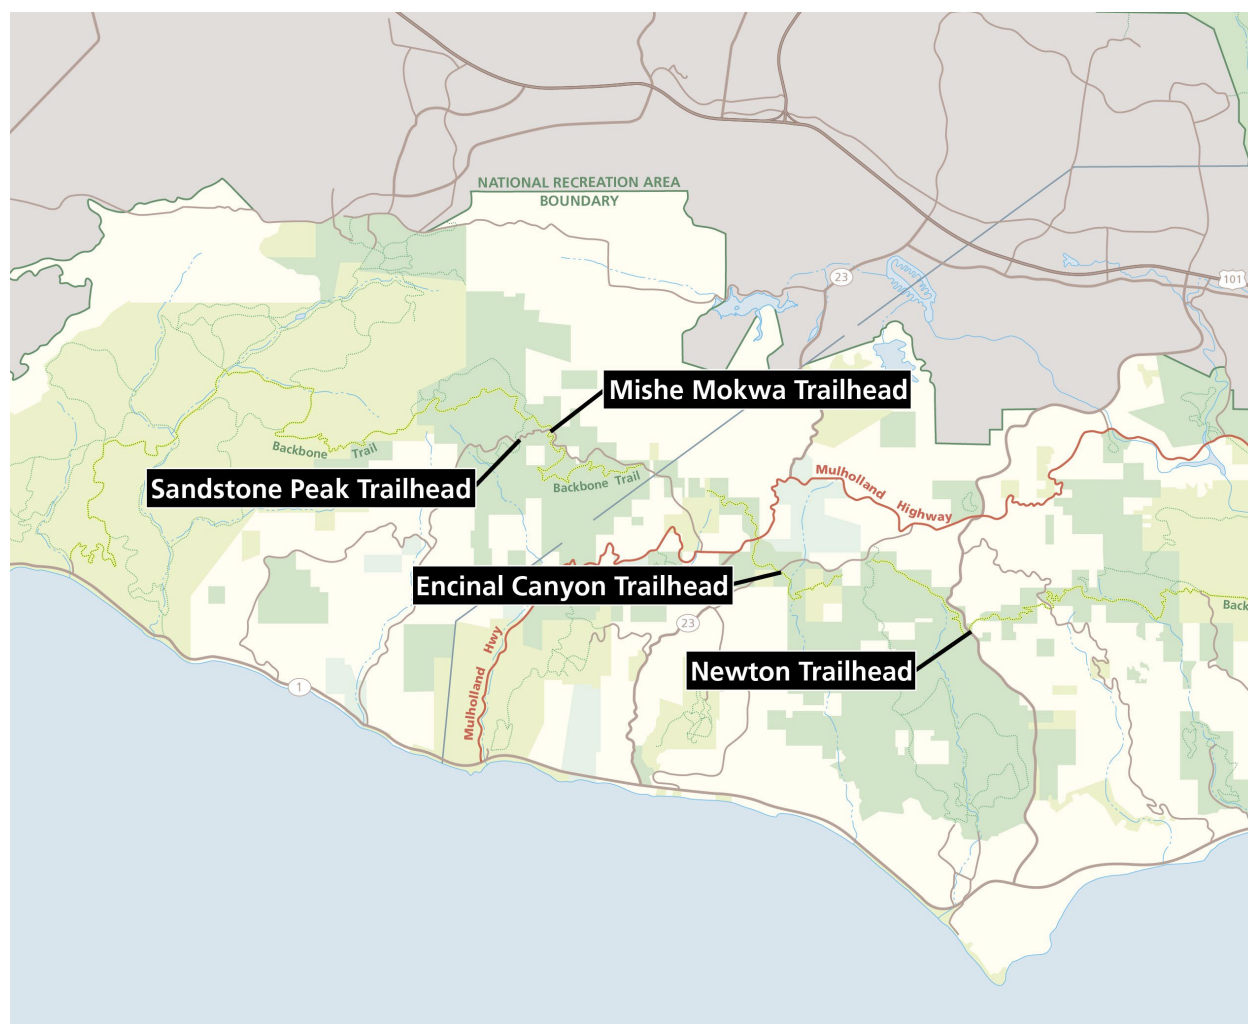 NATIONAL RECREATION AREA
BOUNDARY
23
101
Mishe Mokwa Trailhead
Backbone Trail
Sandstone Peak Trailhead
Backbone Trail
Mulholland Highway
Encinal Canyon Trailhead
Back
23
Mulholland Hwy
Newton Trailhead
1